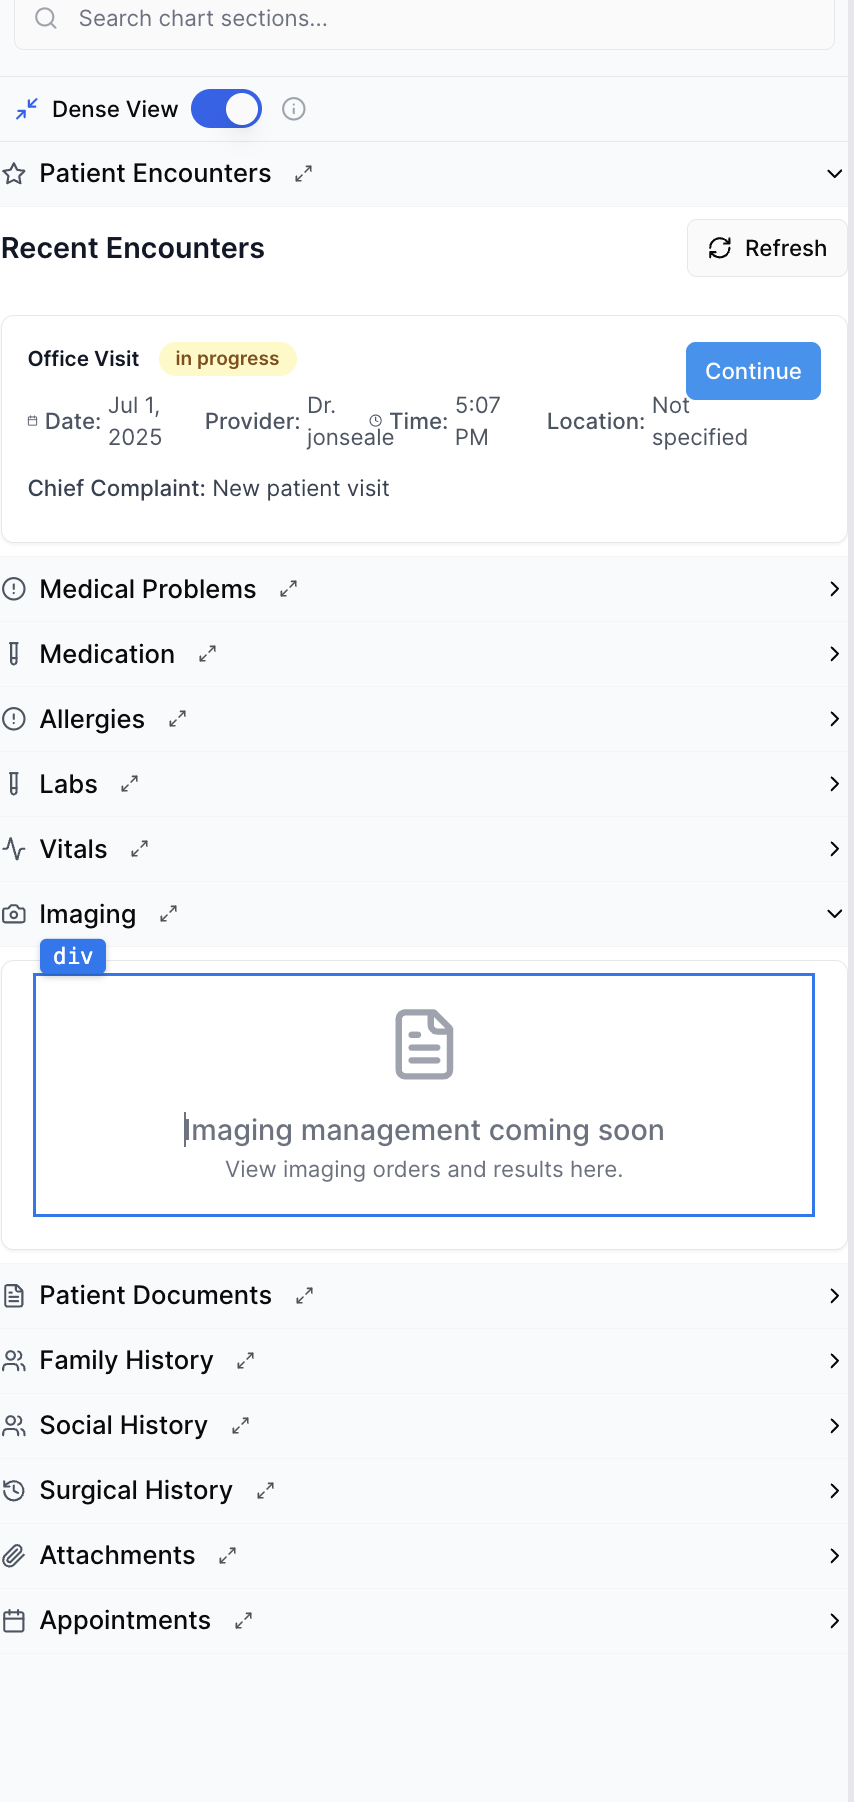 Search chart sections...
Dense View
Patient Encounters
Recent Encounters
Refresh
Office Visit in progress
Continue
Date: Jul 1, 2025 Provider: Dr. jonseale Time: 5:07 PM Location: Not specified
Chief Complaint: New patient visit
Medical Problems
Medication
Allergies
Labs
Vitals
Imaging
div
Imaging management coming soon
View imaging orders and results here.
Patient Documents
Family History
Social History
Surgical History
Attachments
Appointments